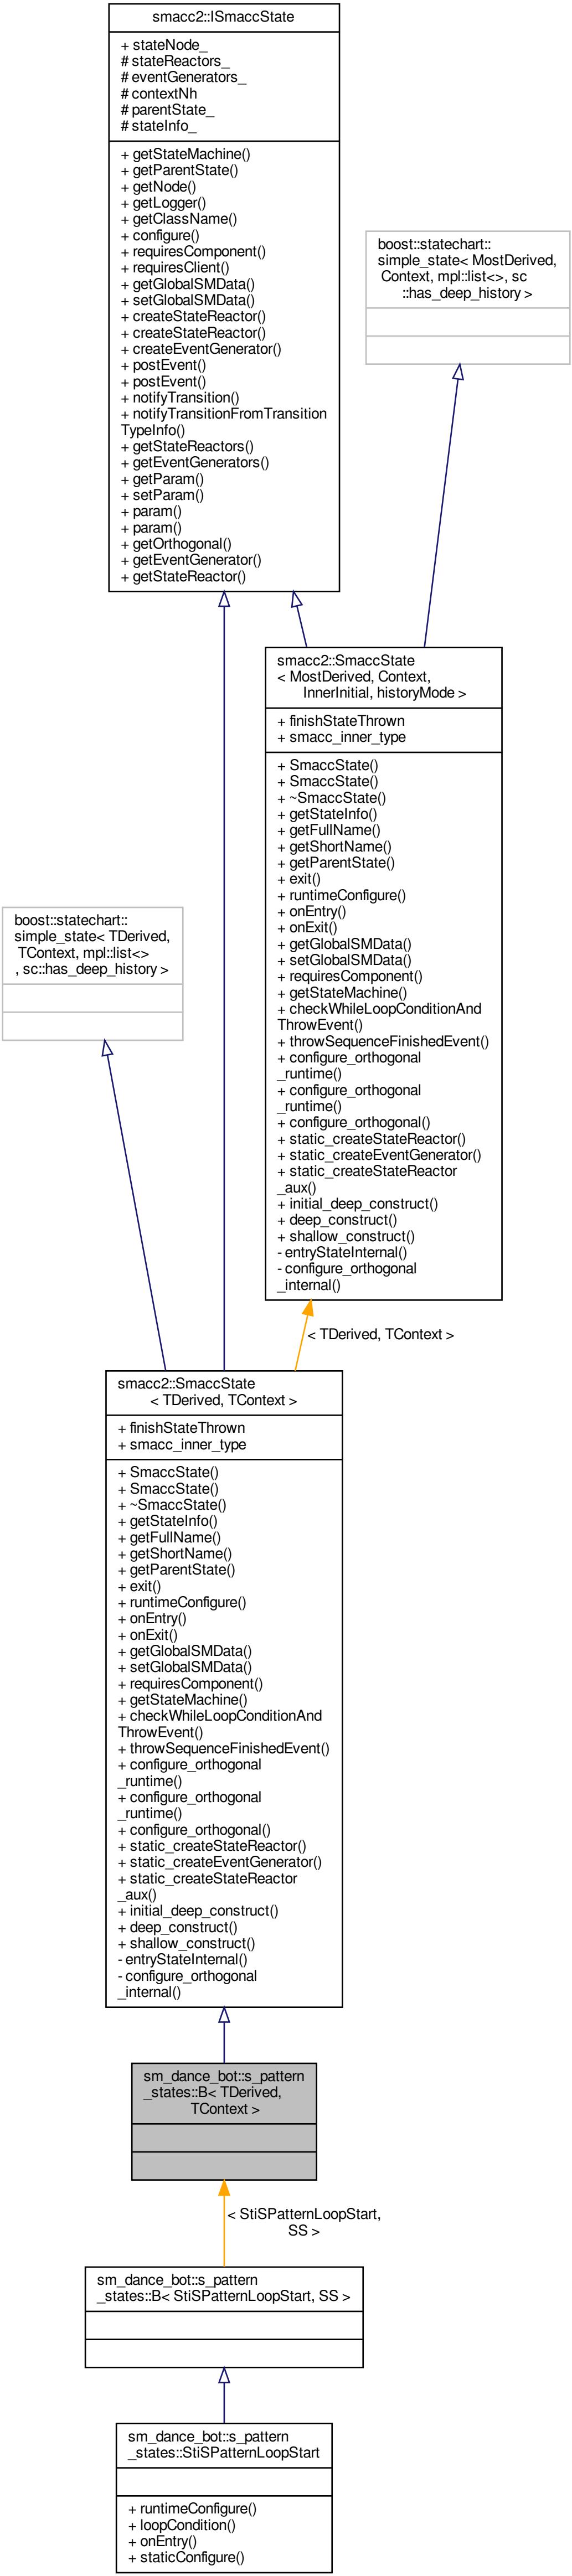 smacc2::ISmaccState
+ stateNode_
# stateReactors_
# eventGenerators_
# contextNh
# parentState_
# stateInfo_
+ getStateMachine()
+ getParentState()
+ getNode()
+ getLogger()
+ getClassName()
+ configure()
+ requiresComponent()
+ requiresClient()
+ getGlobalSMData()
+ setGlobalSMData()
+ createStateReactor()
+ createStateReactor()
+ createEventGenerator()
+ postEvent()
+ postEvent()
+ notifyTransition()
+ notifyTransitionFromTransition
TypeInfo()
+ getStateReactors()
+ getEventGenerators()
+ getParam()
+ setParam()
+ param()
+ param()
+ getOrthogonal()
+ getEventGenerator()
+ getStateReactor()
boost::statechart::
simple_state< MostDerived,
Context, mpl::list<>, sc
::has_deep_history >
smacc2::SmaccState
< MostDerived, Context,
InnerInitial, historyMode >
+ finishStateThrown
+ smacc_inner_type
+ SmaccState()
+ SmaccState()
+ ~SmaccState()
+ getStateInfo()
+ getFullName()
+ getShortName()
+ getParentState()
+ exit()
+ runtimeConfigure()
+ onEntry()
+ onExit()
+ getGlobalSMData()
+ setGlobalSMData()
+ requiresComponent()
+ getStateMachine()
+ checkWhileLoopConditionAnd
ThrowEvent()
+ throwSequenceFinishedEvent()
+ configure_orthogonal
_runtime()
+ configure_orthogonal
_runtime()
+ configure_orthogonal()
+ static_createStateReactor()
+ static_createEventGenerator()
+ static_createStateReactor
_aux()
+ initial_deep_construct()
+ deep_construct()
+ shallow_construct()
- entryStateInternal()
- configure_orthogonal
_internal()
boost::statechart::
simple_state< TDerived,
TContext, mpl::list<>
, sc::has_deep_history >
< TDerived, TContext >
smacc2::SmaccState
< TDerived, TContext >
+ finishStateThrown
+ smacc_inner_type
+ SmaccState()
+ SmaccState()
+ ~SmaccState()
+ getStateInfo()
+ getFullName()
+ getShortName()
+ getParentState()
+ exit()
+ runtimeConfigure()
+ onEntry()
+ onExit()
+ getGlobalSMData()
+ setGlobalSMData()
+ requiresComponent()
+ getStateMachine()
+ checkWhileLoopConditionAnd
ThrowEvent()
+ throwSequenceFinishedEvent()
+ configure_orthogonal
_runtime()
+ configure_orthogonal
_runtime()
+ configure_orthogonal()
+ static_createStateReactor()
+ static_createEventGenerator()
+ static_createStateReactor
_aux()
+ initial_deep_construct()
+ deep_construct()
+ shallow_construct()
- entryStateInternal()
- configure_orthogonal
_internal()
sm_dance_bot::s_pattern
_states::B< TDerived,
TContext >
< StiSPatternLoopStart,
SS >
sm_dance_bot::s_pattern
_states::B< StiSPatternLoopStart, SS >
sm_dance_bot::s_pattern
_states::StiSPatternLoopStart
+ runtimeConfigure()
+ loopCondition()
+ onEntry()
+ staticConfigure()